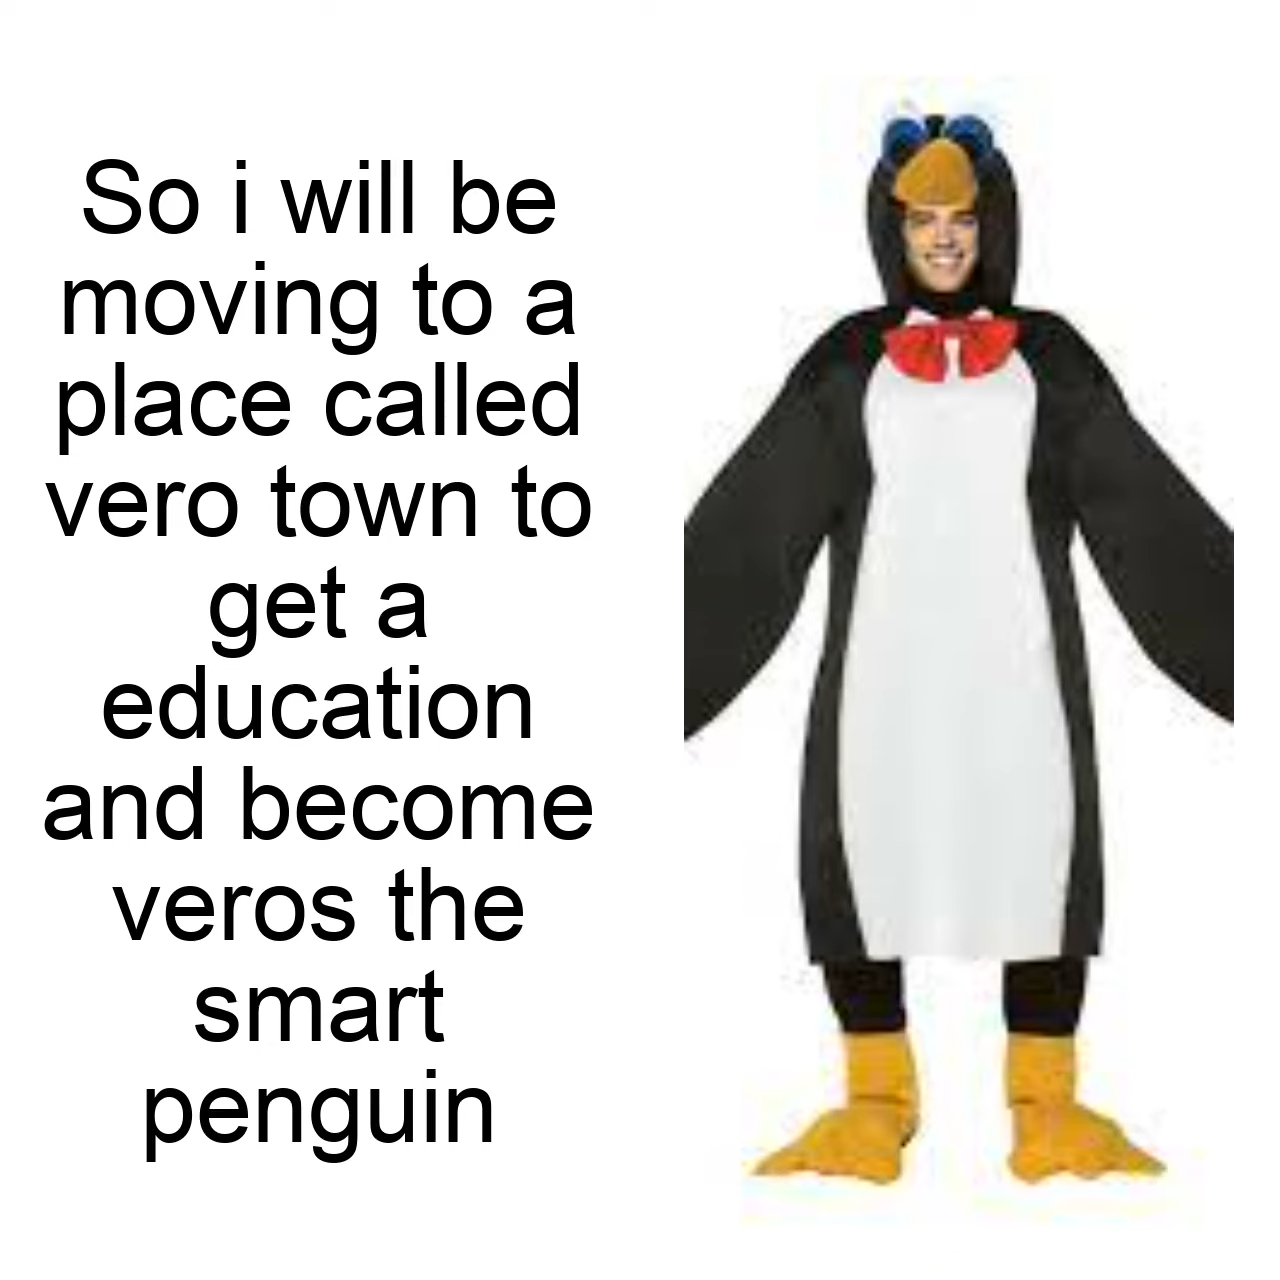 So i will be
moving to a
place called
vero town to
get a
education
and become
veros the
smart
penguin